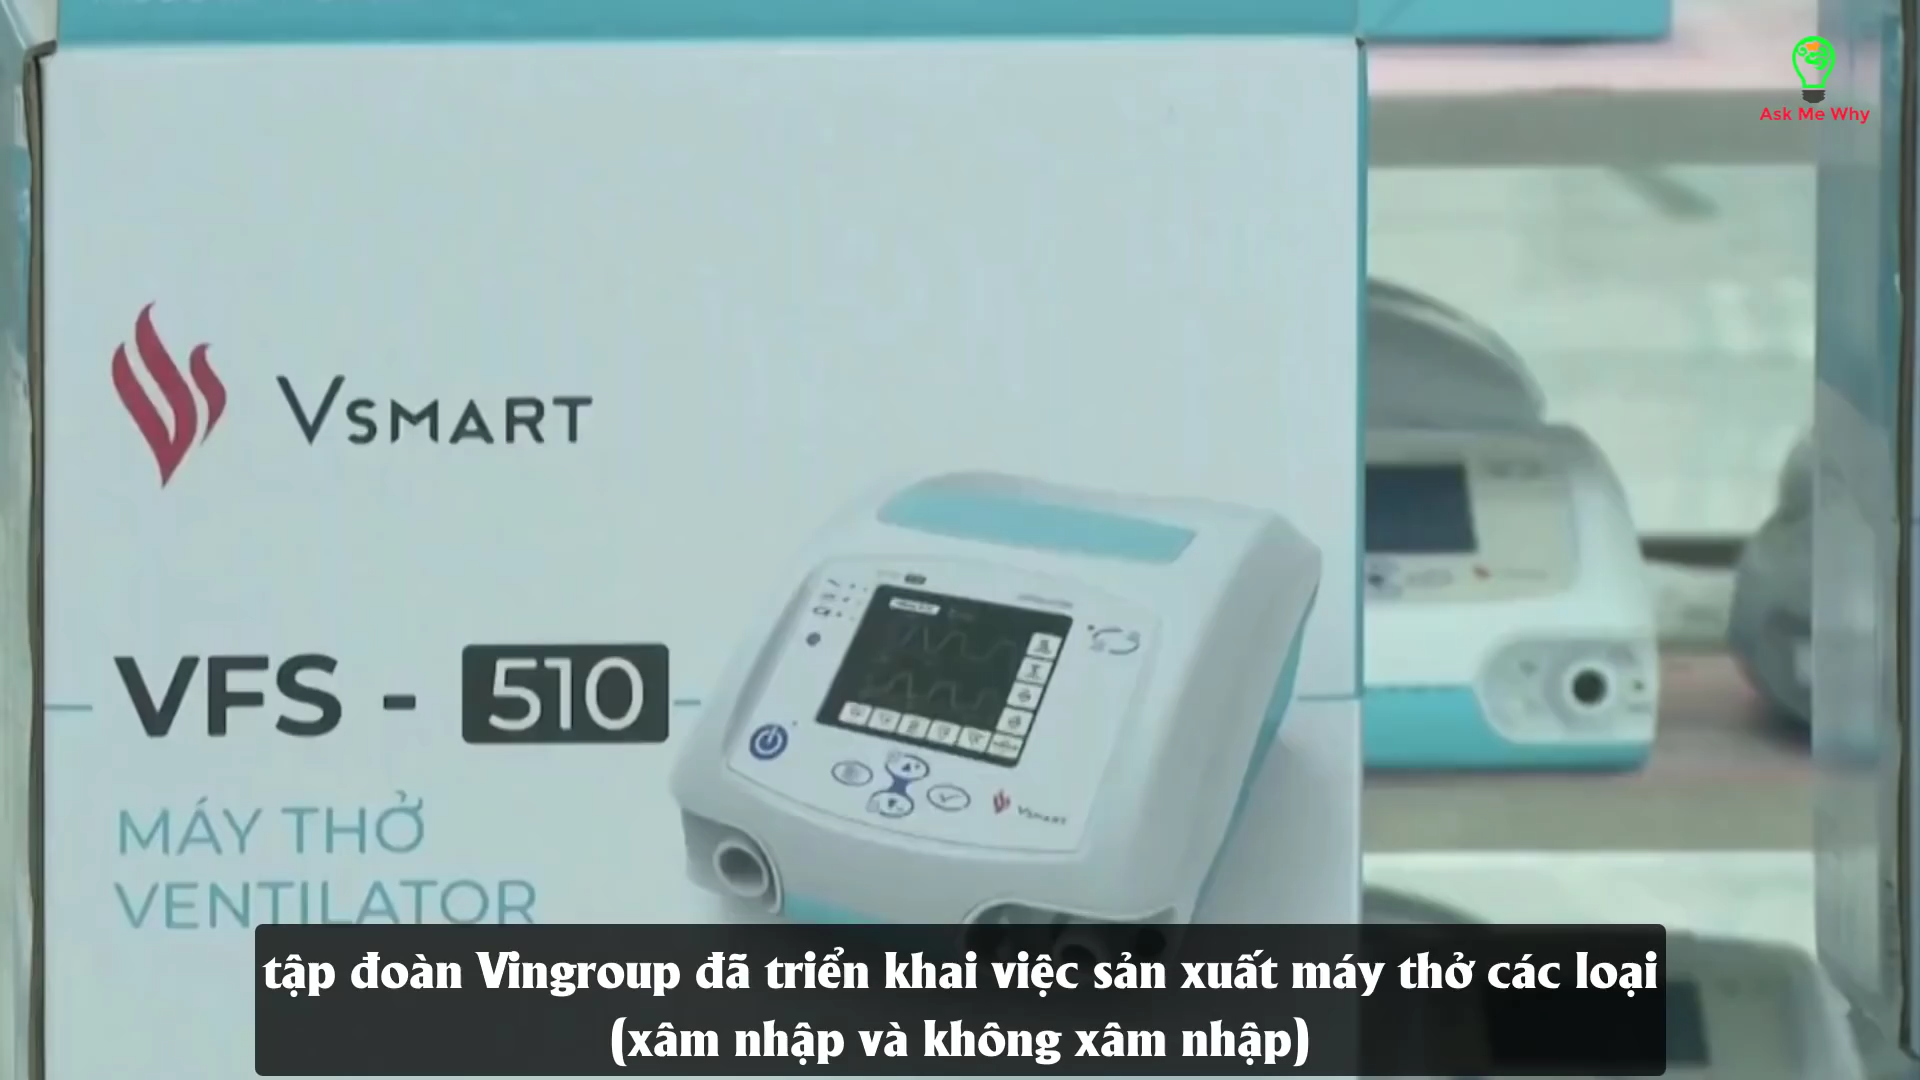 Ask Me Why
VSMART
VFS - 510
MÁY THỞ
VENTILATOR
VSMART
tập đoàn Vingroup đã triển khai việc sản xuất máy thở các loại
(xâm nhập và không xâm nhập)